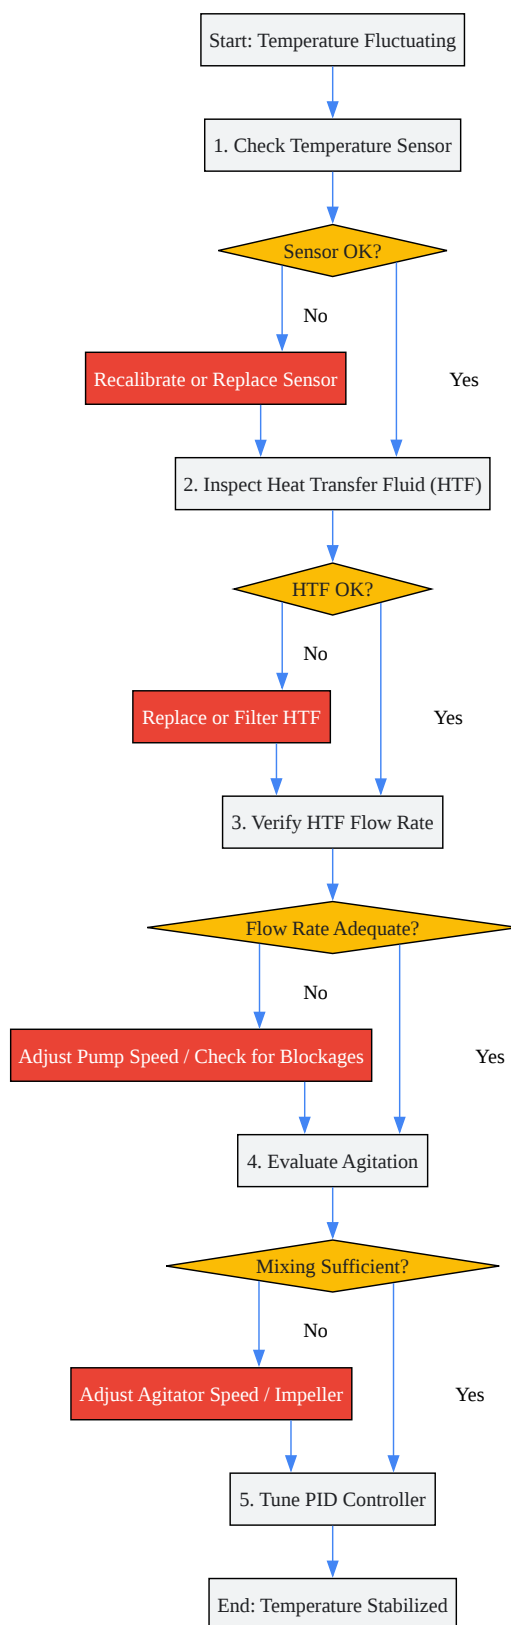 Start: Temperature Fluctuating
1. Check Temperature Sensor
Sensor OK?
No
Recalibrate or Replace Sensor
Yes
2. Inspect Heat Transfer Fluid (HTF)
HTF OK?
No
Replace or Filter HTF
Yes
3. Verify HTF Flow Rate
Flow Rate Adequate?
No
Adjust Pump Speed / Check for Blockages
Yes
4. Evaluate Agitation
Mixing Sufficient?
No
Adjust Agitator Speed / Impeller
Yes
5. Tune PID Controller
End: Temperature Stabilized